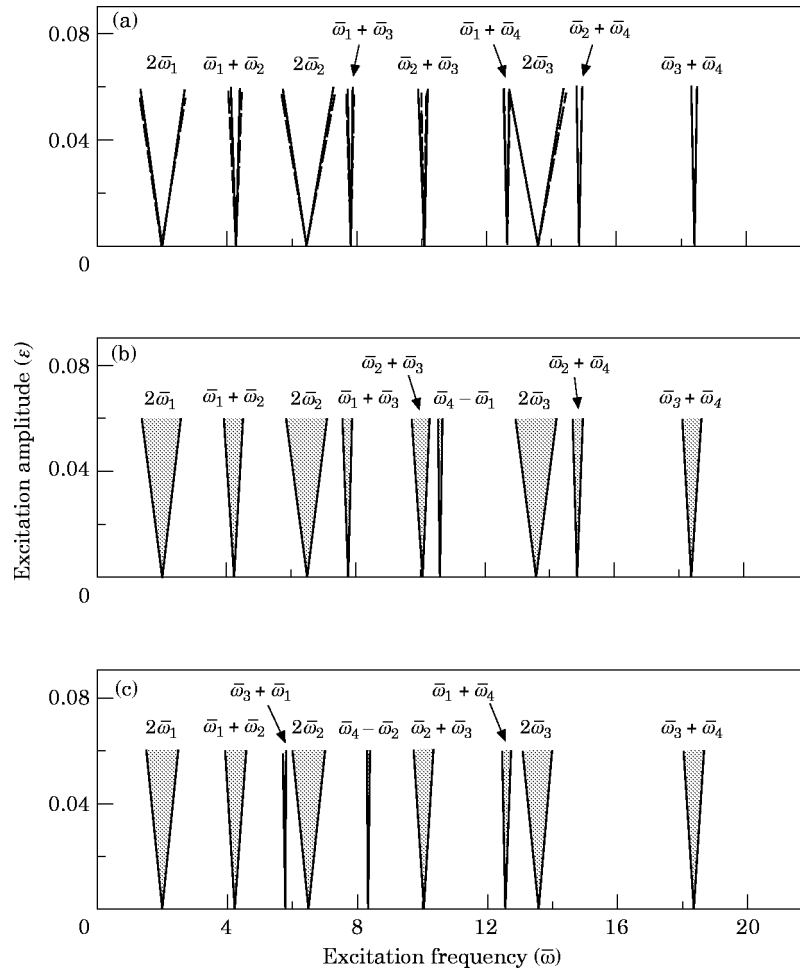 (a)
0.08
ω̄1 + ω̄3
ω̄1 + ω̄4
ω̄2 + ω̄4
2ω̄1
ω̄1 + ω̄2
2ω̄2
ω̄2 + ω̄3
2ω̄3
ω̄3 + ω̄4
0.04
0
Excitation amplitude (ε)
(b)
0.08
ω̄2 + ω̄3
ω̄2 + ω̄4
2ω̄1
ω̄1 + ω̄2
2ω̄2
ω̄1 + ω̄3
ω̄4 − ω̄1
2ω̄3
ω̄3 + ω̄4
0.04
0
(c)
0.08
ω̄3 + ω̄1
ω̄1 + ω̄4
2ω̄1
ω̄1 + ω̄2
2ω̄2
ω̄4 − ω̄2
ω̄2 + ω̄3
2ω̄3
ω̄3 + ω̄4
0.04
0 4 8 12 16 20
Excitation frequency (ω̄)